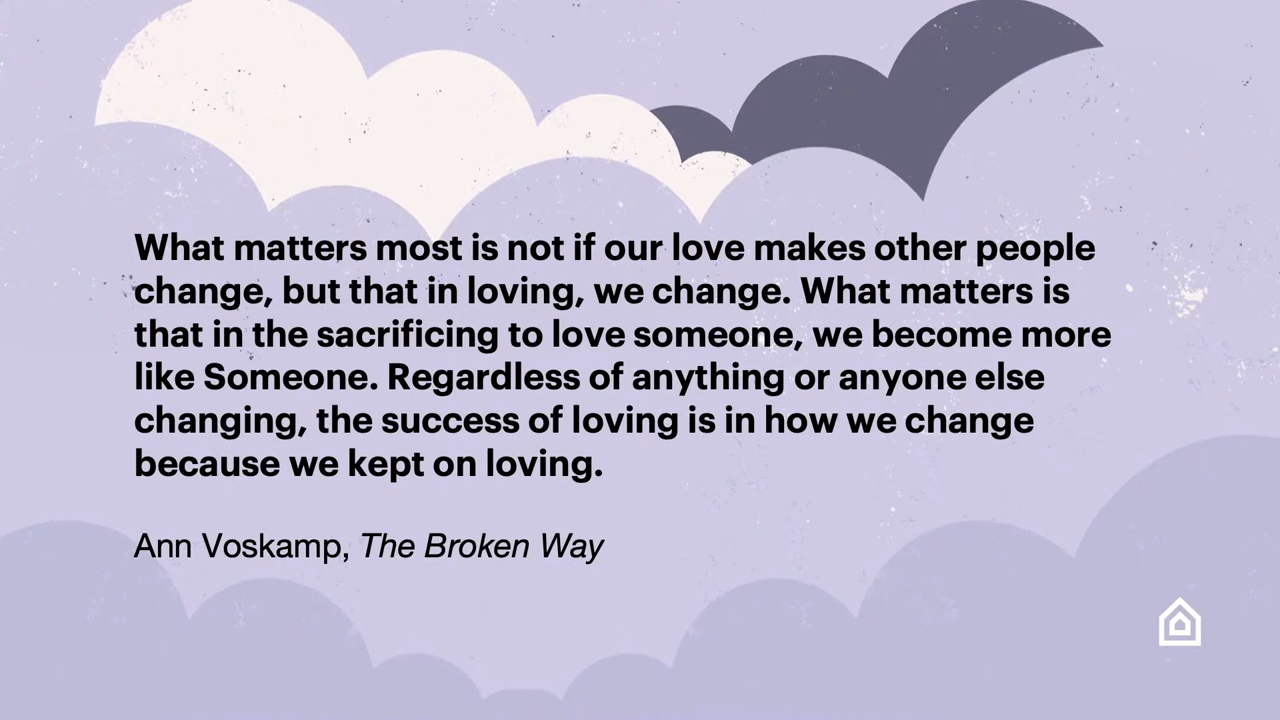 What matters most is not if our love makes other people
change, but that in loving, we change. What matters is
that in the sacrificing to love someone, we become more
like Someone. Regardless of anything or anyone else
changing, the success of loving is in how we change
because we kept on loving.
Ann Voskamp, The Broken Way